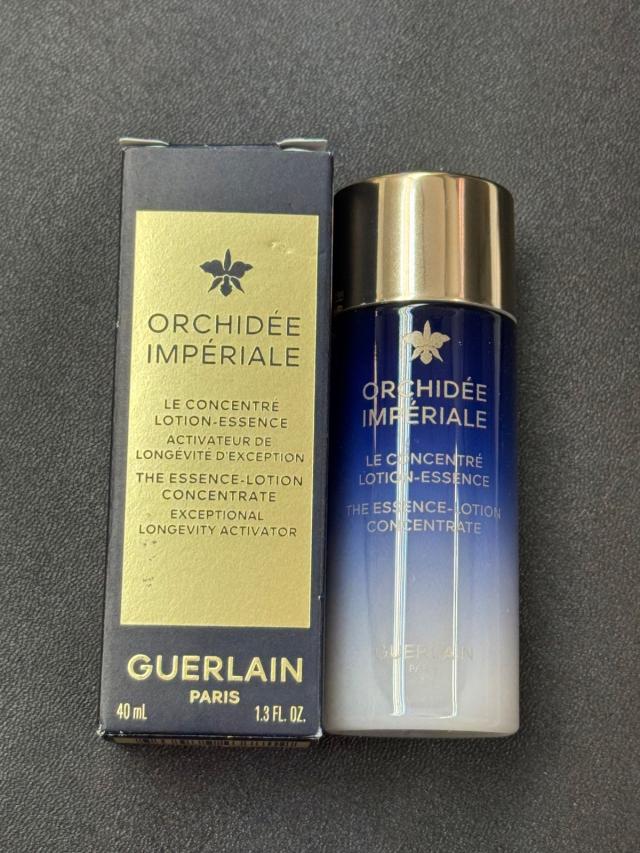 ORCHIDÉE
IMPÉRIALE
LE CONCENTRÉ
LOTION-ESSENCE
ACTIVATEUR DE
LONGÉVITÉ D'EXCEPTION
THE ESSENCE-LOTION
CONCENTRATE
EXCEPTIONAL
LONGEVITY ACTIVATOR
GUERLAIN
PARIS
40 mL 1.3 FL. OZ.
ORCHIDÉE
IMPÉRIALE
LE CONCENTRÉ
LOTION-ESSENCE
THE ESSENCE-LOTION
CONCENTRATE
GUERLAIN
PARIS